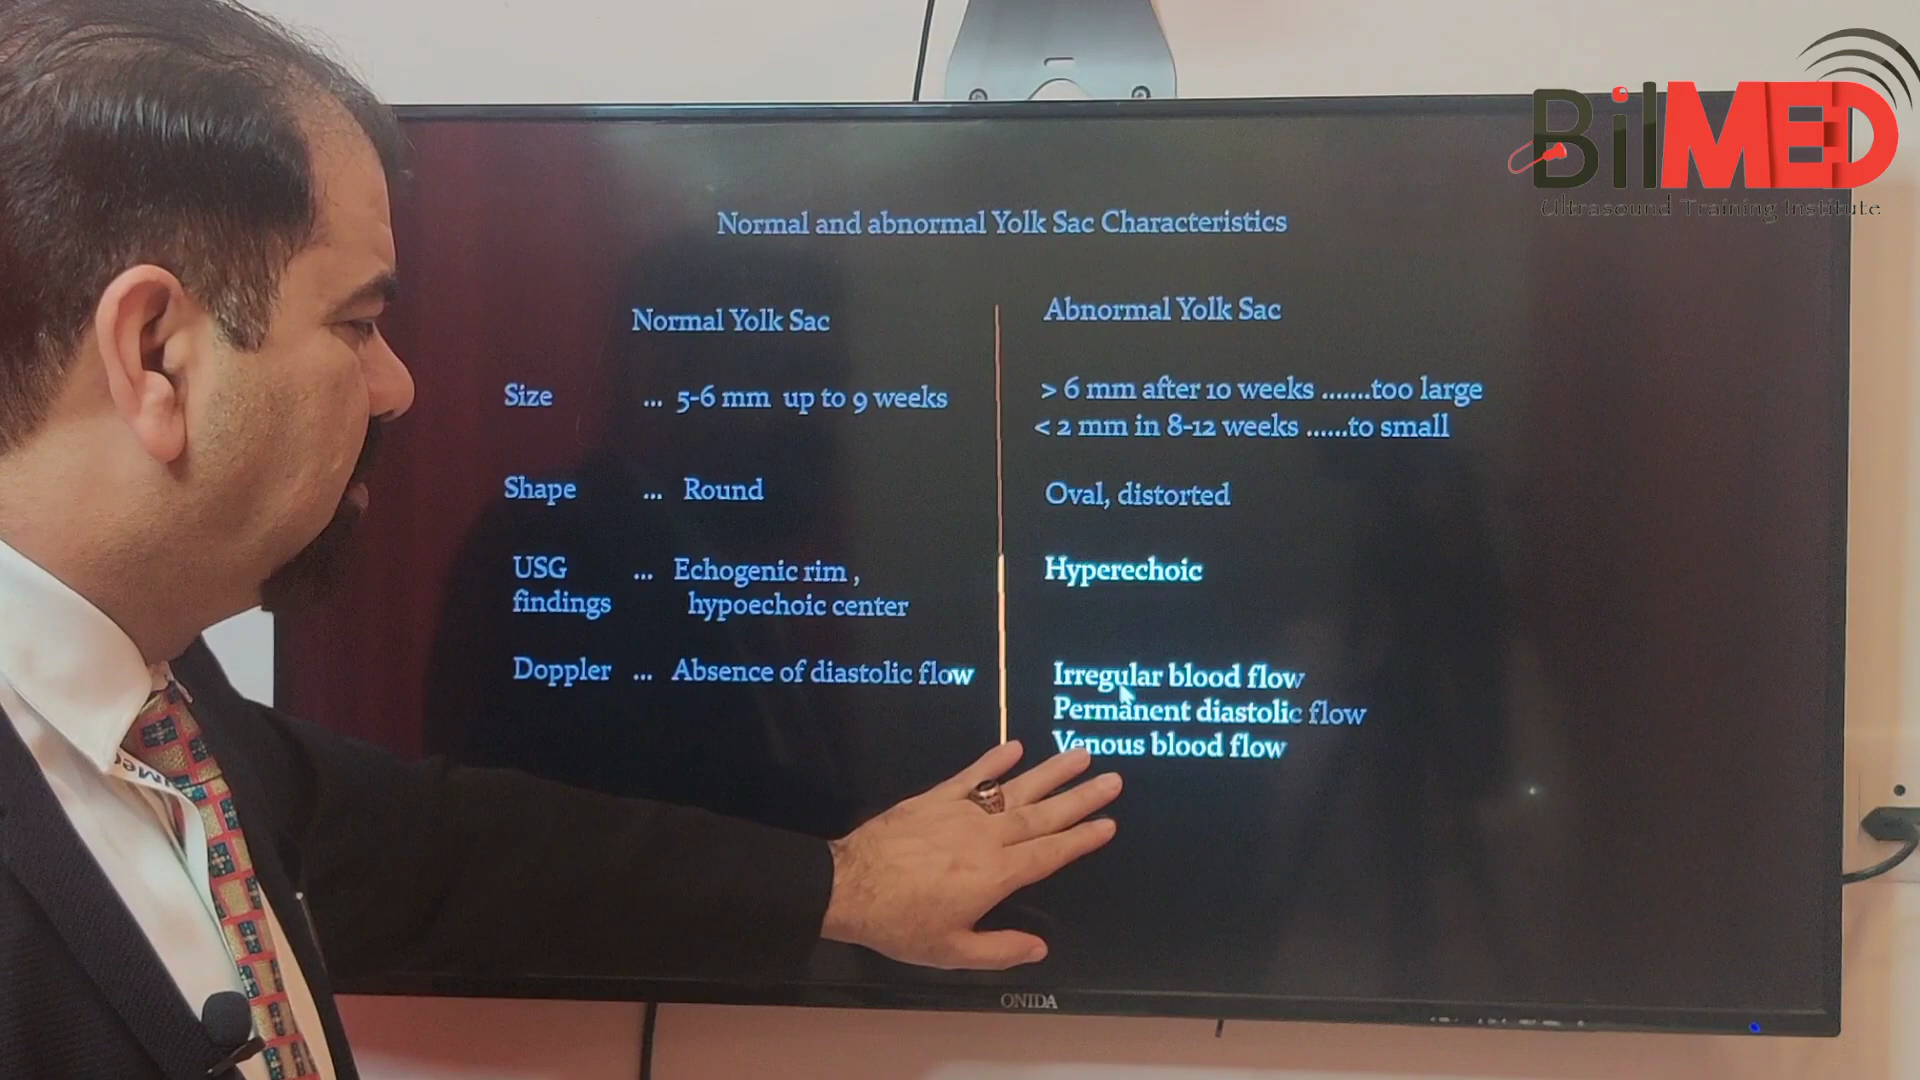 BilMED
Ultrasound Training Institute
Normal and abnormal Yolk Sac Characteristics
Normal Yolk Sac
Abnormal Yolk Sac
Size ... 5-6 mm up to 9 weeks
> 6 mm after 10 weeks .......too large
< 2 mm in 8-12 weeks ......to small
Shape ... Round
Oval, distorted
USG findings ... Echogenic rim ,
hypoechoic center
Hyperechoic
Doppler ... Absence of diastolic flow
Irregular blood flow
Permanent diastolic flow
Venous blood flow
ONIDA